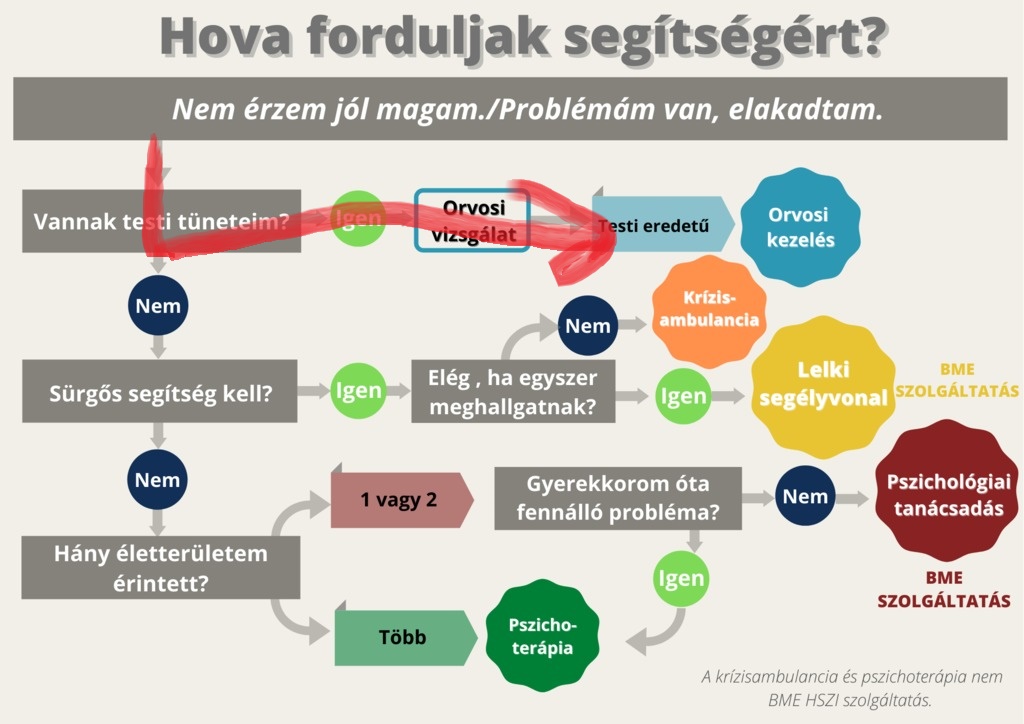 Hova forduljak segítségért?
Nem érzem jól magam./Problémám van, elakadtam.
Vannak testi tüneteim?
Igen
Orvosi
vizsgálat
Testi eredetű
Orvosi
kezelés
Nem
Nem
Krízis-
ambulancia
Sürgős segítség kell?
Igen
Elég , ha egyszer
meghallgatnak?
Igen
Lelki
segélyvonal
BME
SZOLGÁLTATÁS
Nem
1 vagy 2
Gyerekkorom óta
fennálló probléma?
Nem
Pszichológiai
tanácsadás
BME
SZOLGÁLTATÁS
Hány életterületem
érintett?
Igen
Több
Pszicho-
terápia
A krízisambulancia és pszichoterápia nem
BME HSZI szolgáltatás.